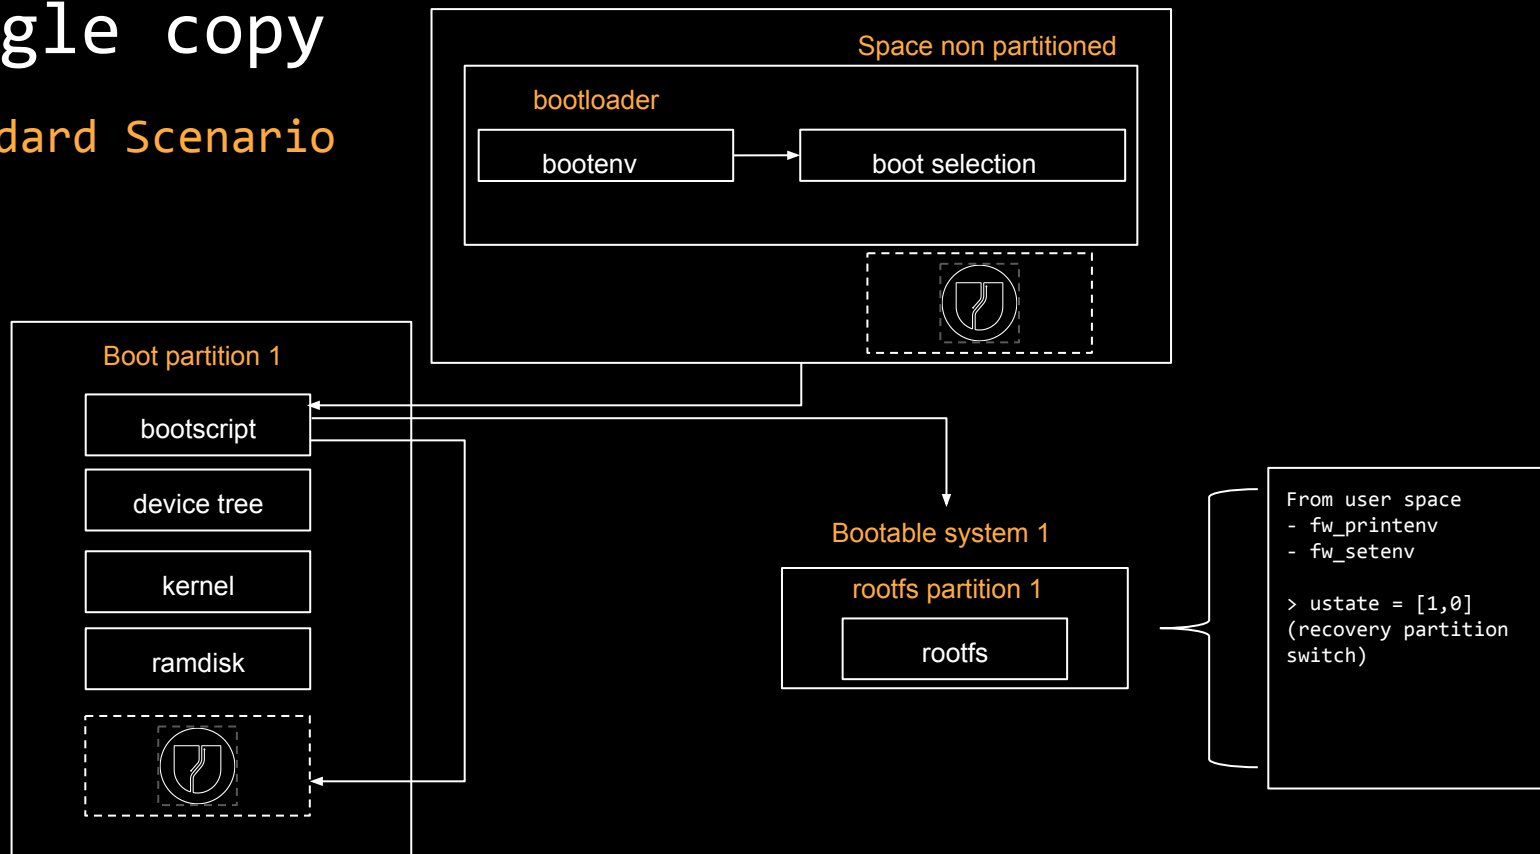 gle copy
dard Scenario
Space non partitioned
bootloader
bootenv
boot selection
Boot partition 1
bootscript
device tree
kernel
ramdisk
Bootable system 1
rootfs partition 1
rootfs
From user space
- fw_printenv
- fw_setenv
> ustate = [1,0]
(recovery partition
switch)